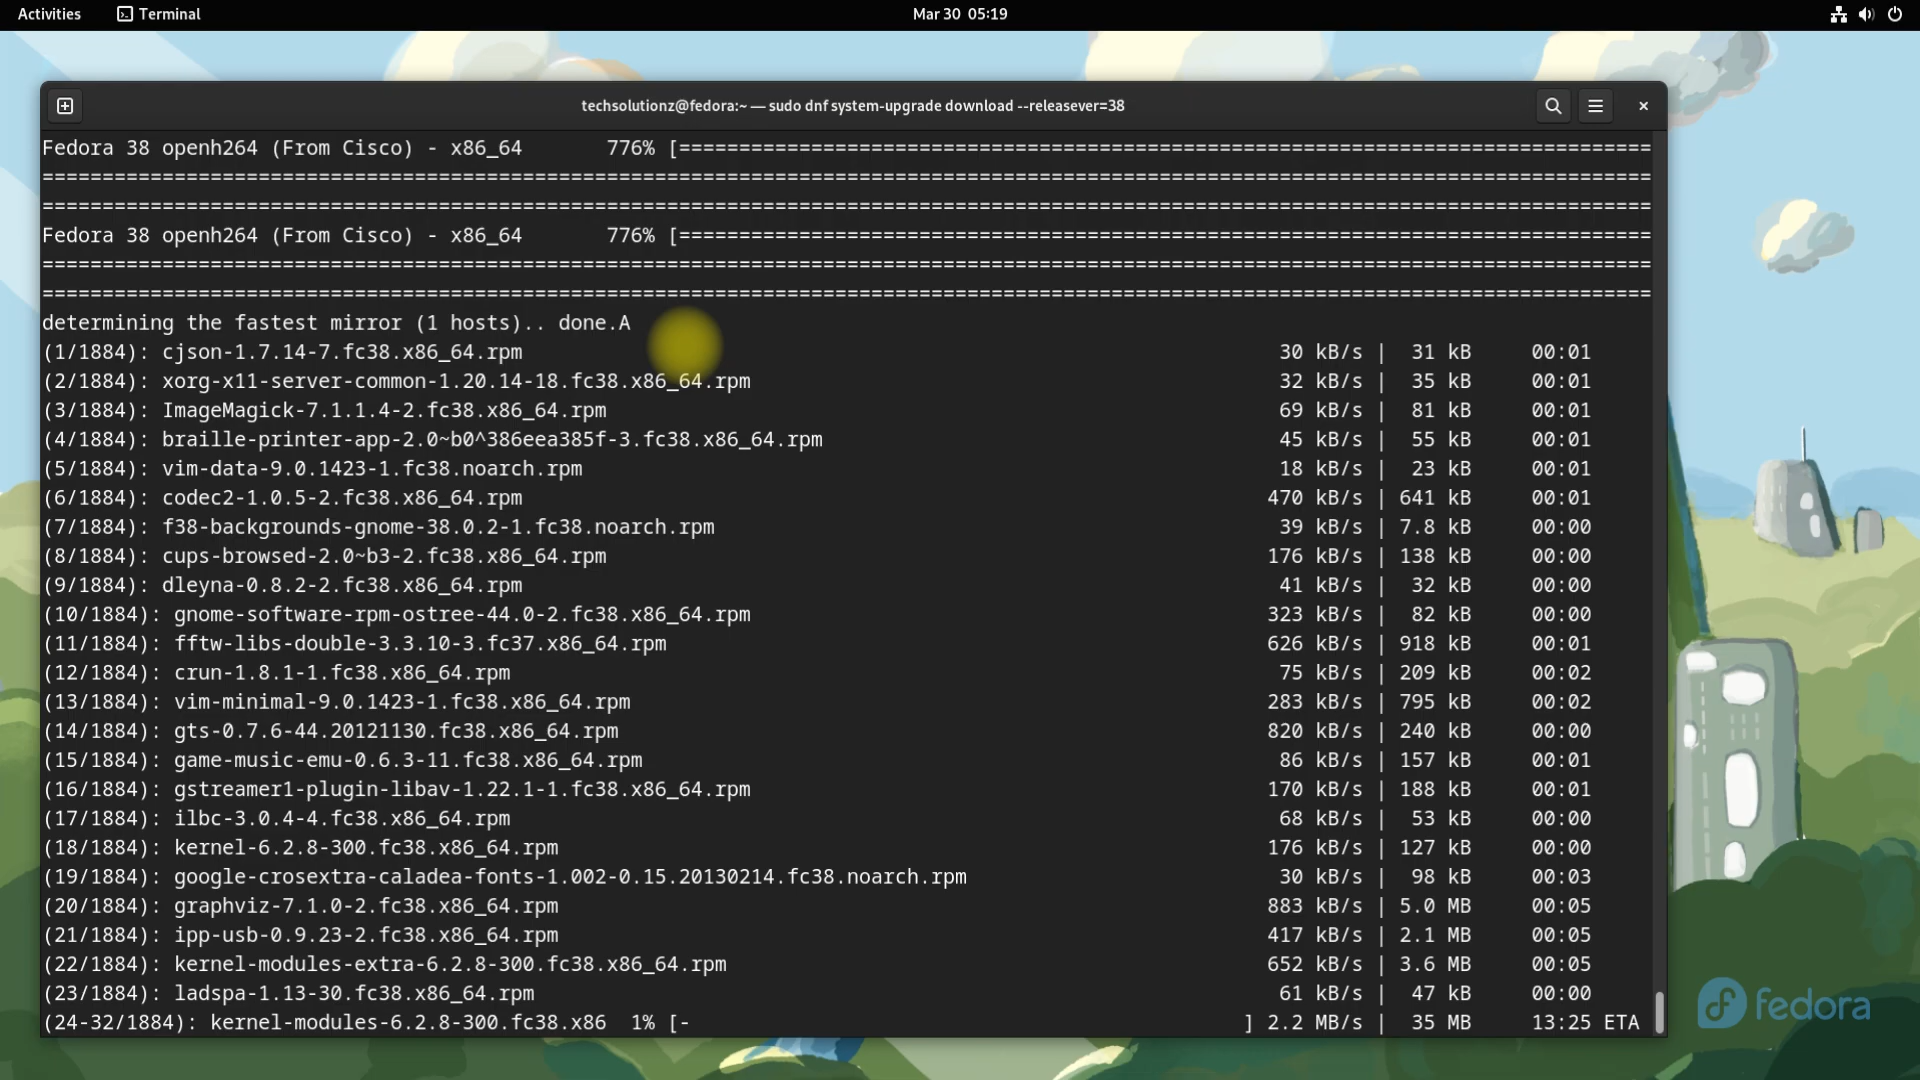 Activities Terminal Mar 30 05:19
techsolutionz@fedora:~ — sudo dnf system-upgrade download --releasever=38
Fedora 38 openh264 (From Cisco) - x86_64 776% [=================================================================================
======================================================================================================================================
======================================================================================================================================
Fedora 38 openh264 (From Cisco) - x86_64 776% [=================================================================================
======================================================================================================================================
======================================================================================================================================
determining the fastest mirror (1 hosts).. done.A
(1/1884): cjson-1.7.14-7.fc38.x86_64.rpm 30 kB/s | 31 kB 00:01
(2/1884): xorg-x11-server-common-1.20.14-18.fc38.x86_64.rpm 32 kB/s | 35 kB 00:01
(3/1884): ImageMagick-7.1.1.4-2.fc38.x86_64.rpm 69 kB/s | 81 kB 00:01
(4/1884): braille-printer-app-2.0~b0^386eea385f-3.fc38.x86_64.rpm 45 kB/s | 55 kB 00:01
(5/1884): vim-data-9.0.1423-1.fc38.noarch.rpm 18 kB/s | 23 kB 00:01
(6/1884): codec2-1.0.5-2.fc38.x86_64.rpm 470 kB/s | 641 kB 00:01
(7/1884): f38-backgrounds-gnome-38.0.2-1.fc38.noarch.rpm 39 kB/s | 7.8 kB 00:00
(8/1884): cups-browsed-2.0~b3-2.fc38.x86_64.rpm 176 kB/s | 138 kB 00:00
(9/1884): dleyna-0.8.2-2.fc38.x86_64.rpm 41 kB/s | 32 kB 00:00
(10/1884): gnome-software-rpm-ostree-44.0-2.fc38.x86_64.rpm 323 kB/s | 82 kB 00:00
(11/1884): fftw-libs-double-3.3.10-3.fc37.x86_64.rpm 626 kB/s | 918 kB 00:01
(12/1884): crun-1.8.1-1.fc38.x86_64.rpm 75 kB/s | 209 kB 00:02
(13/1884): vim-minimal-9.0.1423-1.fc38.x86_64.rpm 283 kB/s | 795 kB 00:02
(14/1884): gts-0.7.6-44.20121130.fc38.x86_64.rpm 820 kB/s | 240 kB 00:00
(15/1884): game-music-emu-0.6.3-11.fc38.x86_64.rpm 86 kB/s | 157 kB 00:01
(16/1884): gstreamer1-plugin-libav-1.22.1-1.fc38.x86_64.rpm 170 kB/s | 188 kB 00:01
(17/1884): ilbc-3.0.4-4.fc38.x86_64.rpm 68 kB/s | 53 kB 00:00
(18/1884): kernel-6.2.8-300.fc38.x86_64.rpm 176 kB/s | 127 kB 00:00
(19/1884): google-crosextra-caladea-fonts-1.002-0.15.20130214.fc38.noarch.rpm 30 kB/s | 98 kB 00:03
(20/1884): graphviz-7.1.0-2.fc38.x86_64.rpm 883 kB/s | 5.0 MB 00:05
(21/1884): ipp-usb-0.9.23-2.fc38.x86_64.rpm 417 kB/s | 2.1 MB 00:05
(22/1884): kernel-modules-extra-6.2.8-300.fc38.x86_64.rpm 652 kB/s | 3.6 MB 00:05
(23/1884): ladspa-1.13-30.fc38.x86_64.rpm 61 kB/s | 47 kB 00:00
(24-32/1884): kernel-modules-6.2.8-300.fc38.x86 1% [- ] 2.2 MB/s | 35 MB 13:25 ETA
fedora